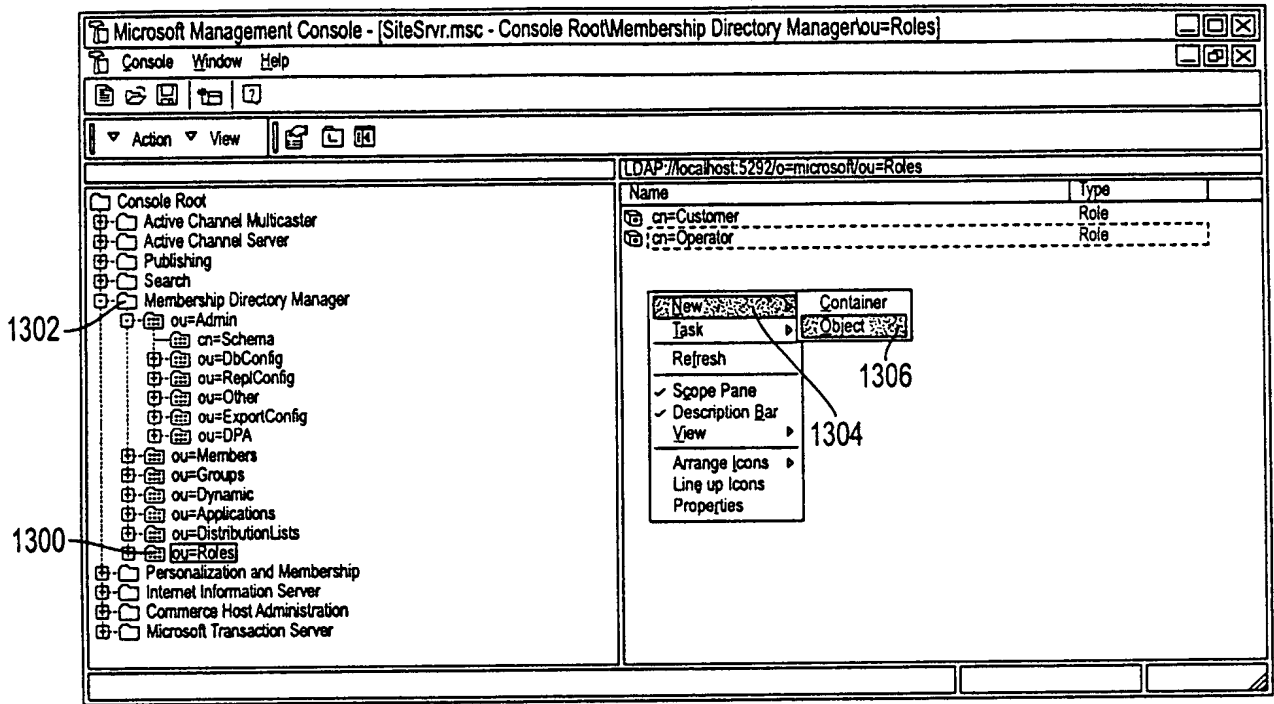 Microsoft Management Console - [SiteSrvr.msc - Console Root\Membership Directory Manager\ou=Roles]
Console Window Help
Action View
LDAP://localhost:5292/o=microsoft/ou=Roles
Name Type
Console Root
Active Channel Multicaster
Active Channel Server
Publishing
Search
Membership Directory Manager
ou=Admin
cn=Schema
ou=DbConfig
ou=ReplConfig
ou=Other
ou=ExportConfig
ou=DPA
ou=Members
ou=Groups
ou=Dynamic
ou=Applications
ou=DistributionLists
ou=Roles
Personalization and Membership
Internet Information Server
Commerce Host Administration
Microsoft Transaction Server
cn=Customer Role
cn=Operator Role
New
Task
Refresh
Scope Pane
Description Bar
View
Arrange Icons
Line up Icons
Properties
Container
Object
1302
1300
1306
1304